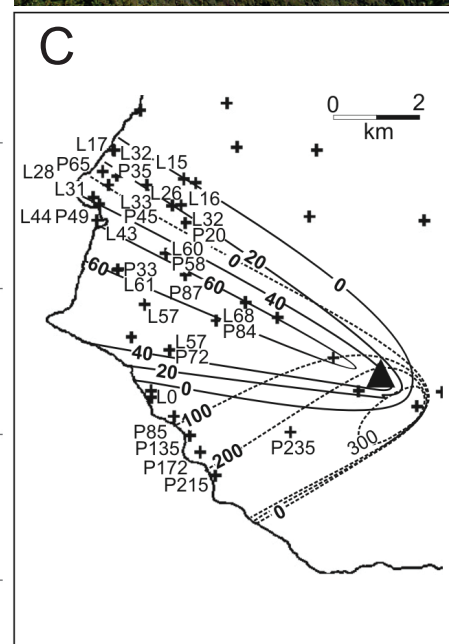 C
0 2
km
L17 L32 L15
L28 P65 P35
L31 L33 L26 L16
L44 P49 P45 L32
L43 P20
20 0
L60 0
P58
60 P33 60 40
L61 P87
L57 L68
P84
L57
40 P72
20
0
L0
100
P85
P135 200 P235 300
P172
P215
0